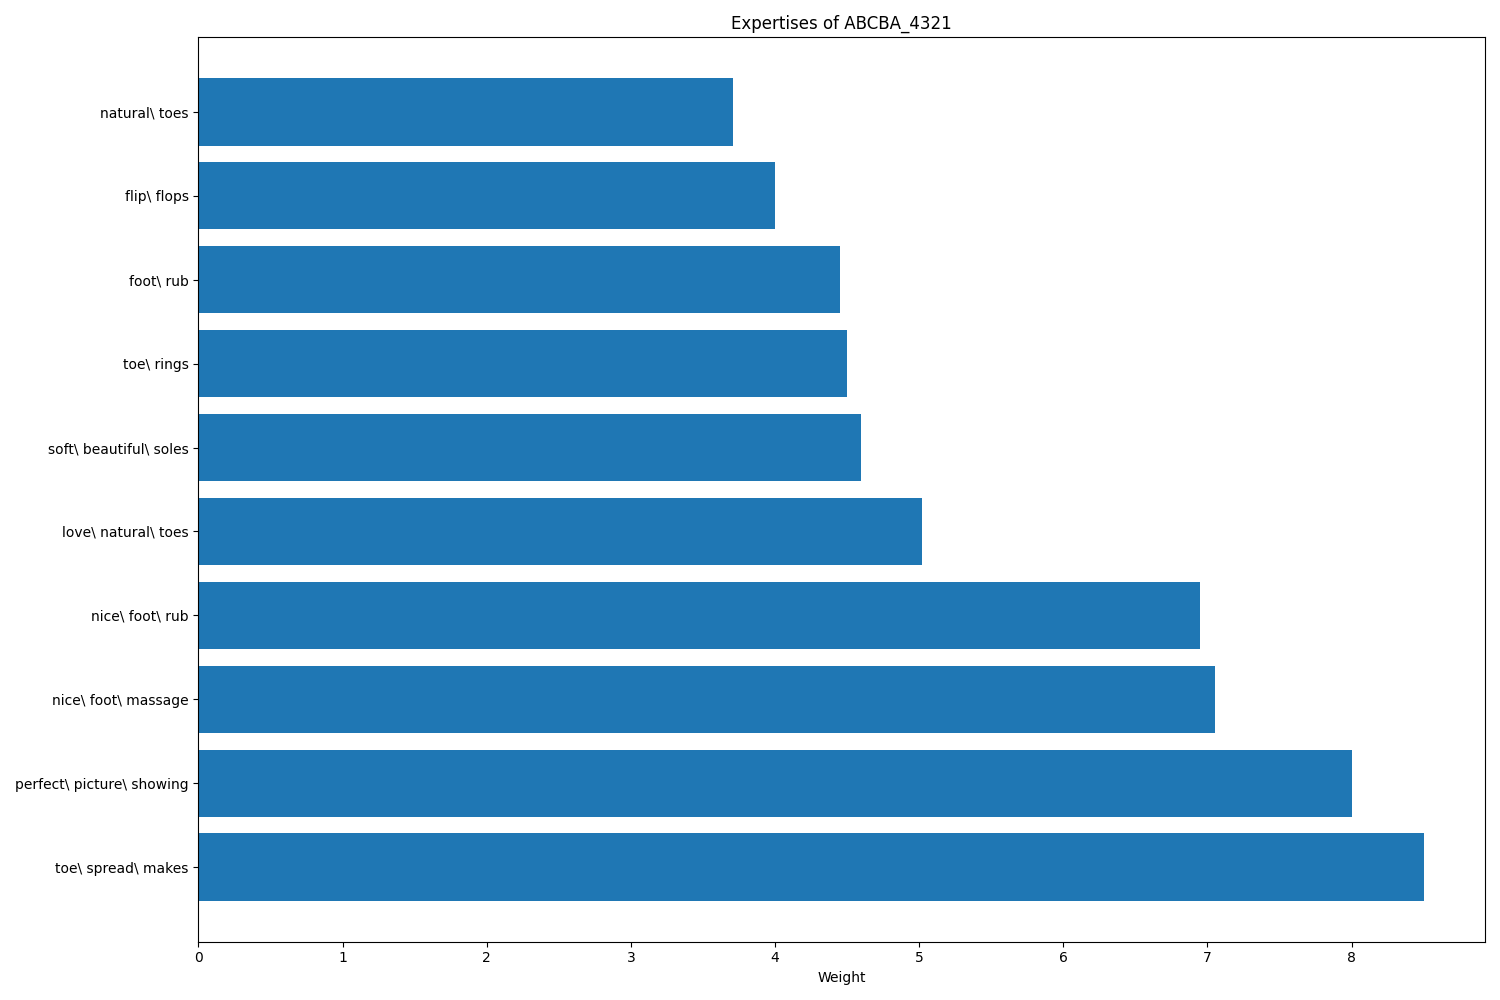 Expertises of ABCBA_4321
natural\ toes
flip\ flops
foot\ rub
toe\ rings
soft\ beautiful\ soles
love\ natural\ toes
nice\ foot\ rub
nice\ foot\ massage
perfect\ picture\ showing
toe\ spread\ makes
0 1 2 3 4 5 6 7 8
Weight